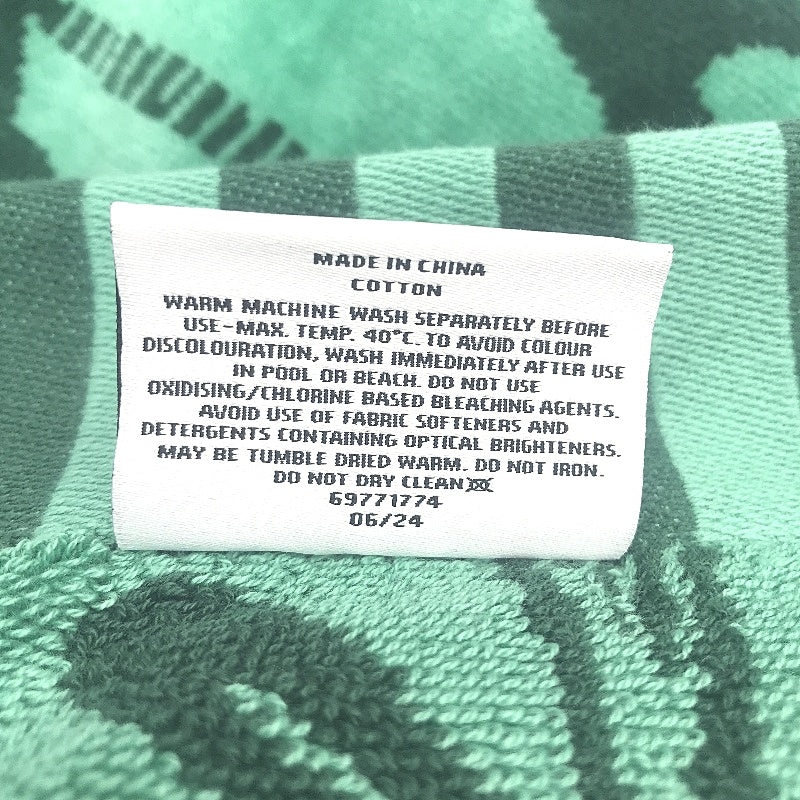 MADE IN CHINA
COTTON
WARM MACHINE WASH SEPARATELY BEFORE
USE-MAX. TEMP. 40°C. TO AVOID COLOUR
DISCOLOURATION, WASH IMMEDIATELY AFTER USE
IN POOL OR BEACH. DO NOT USE
OXIDISING/CHLORINE BASED BLEACHING AGENTS.
AVOID USE OF FABRIC SOFTENERS AND
DETERGENTS CONTAINING OPTICAL BRIGHTENERS.
MAY BE TUMBLE DRIED WARM. DO NOT IRON.
DO NOT DRY CLEAN
69771774
06/24